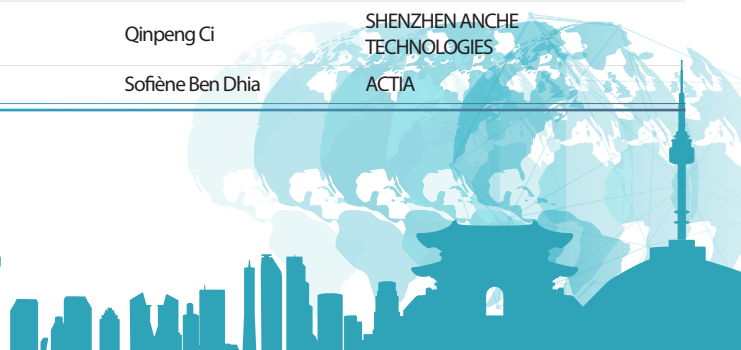 Qinpeng Ci
SHENZHEN ANCHE
TECHNOLOGIES
Sofiène Ben Dhia
ACTIA